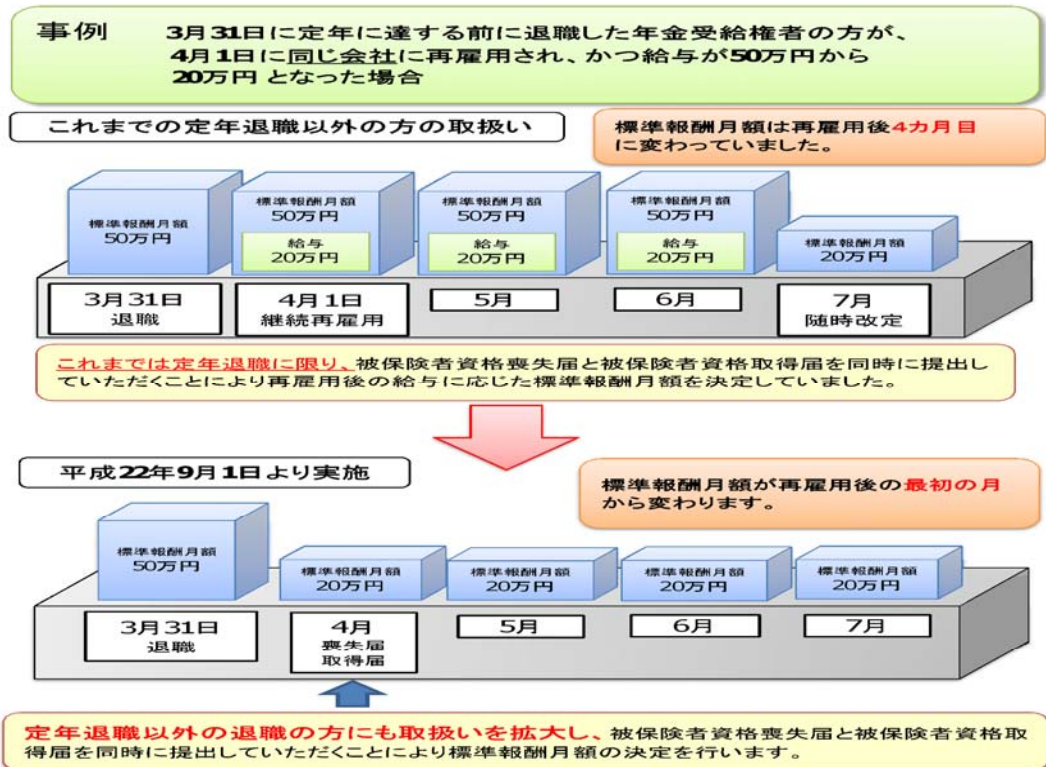 事例 3月31日に定年に達する前に退職した年金受給権者の方が、
4月1日に同じ会社に再雇用され、かつ給与が50万円から
20万円となった場合
これまでの定年退職以外の方の取扱い
標準報酬月額は再雇用後4カ月目
に変わっていました。
標準報酬月額
50万円
標準報酬月額
50万円
給与
20万円
標準報酬月額
50万円
給与
20万円
標準報酬月額
50万円
給与
20万円
標準報酬月額
20万円
3月31日
退職
4月1日
継続再雇用
5月
6月
7月
随時改定
これまでは定年退職に限り、被保険者資格喪失届と被保険者資格取得届を同時に提出し
ていただくことにより再雇用後の給与に応じた標準報酬月額を決定していました。
平成22年9月1日より実施
標準報酬月額が再雇用後の最初の月
から変わります。
標準報酬月額
50万円
標準報酬月額
20万円
標準報酬月額
20万円
標準報酬月額
20万円
標準報酬月額
20万円
3月31日
退職
4月
喪失届
取得届
5月
6月
7月
定年退職以外の退職の方にも取扱いを拡大し、被保険者資格喪失届と被保険者資格取
得届を同時に提出していただくことにより標準報酬月額の決定を行います。